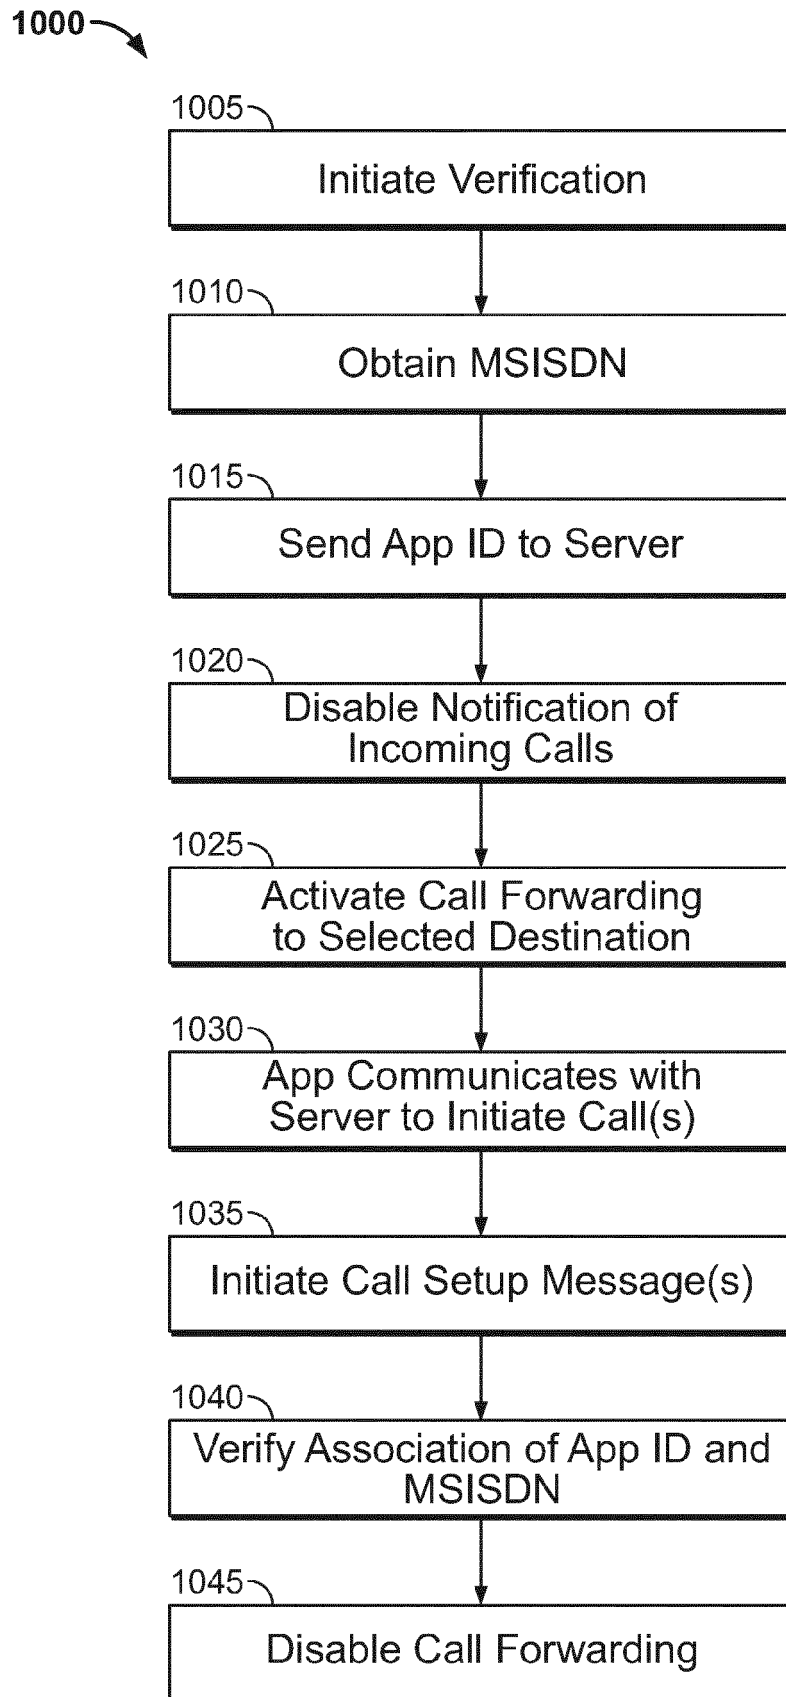 1000
1005
Initiate Verification
1010
Obtain MSISDN
1015
Send App ID to Server
1020
Disable Notification of
Incoming Calls
1025
Activate Call Forwarding
to Selected Destination
1030
App Communicates with
Server to Initiate Call(s)
1035
Initiate Call Setup Message(s)
1040
Verify Association of App ID and
MSISDN
1045
Disable Call Forwarding